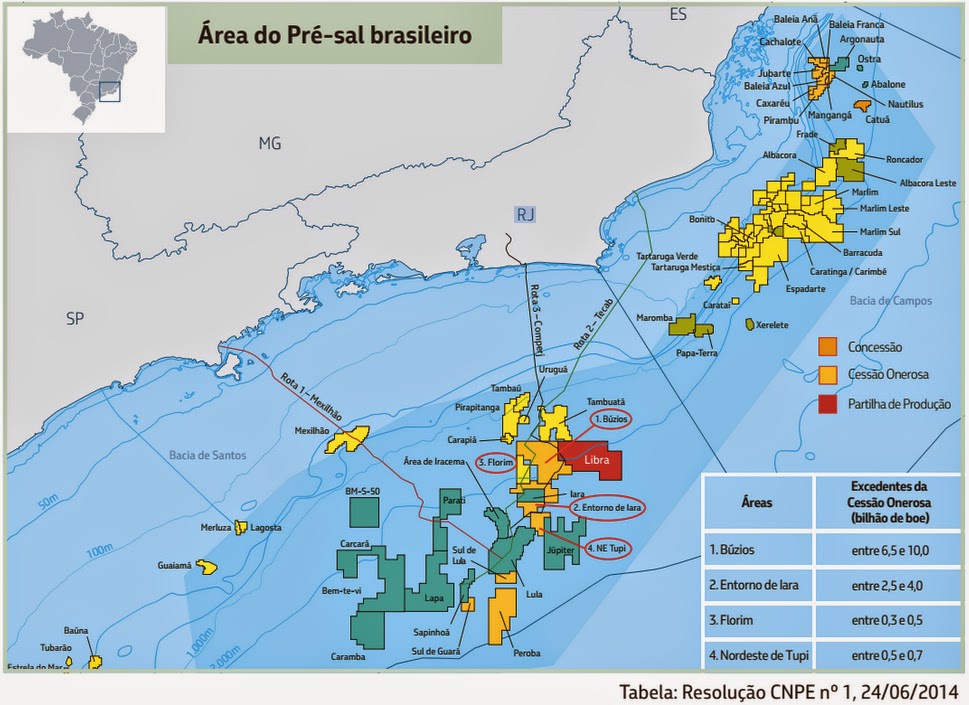 Área do Pré-sal brasileiro
ES
MG
RJ
SP
Baleia Anã
Baleia Franca
Cachalote
Argonauta
Ostra
Jubarte
Baleia Azul
Abalone
Caxaréu
Nautilus
Pirambu
Mangangá
Catuá
Frade
Albacora
Roncador
Albacora Leste
Marlim
Marlim Leste
Bonito
Marlim Sul
Barracuda
Tartaruga Verde
Tartaruga Mestiça
Caratinga / Carimbé
Espadarte
Carataí
Bacia de Campos
Maromba
Xerelete
Papa-Terra
Concessão
Cessão Onerosa
Partilha de Produção
Rota 3 – Comperj
Rota 2 – Tecab
Rota 1 – Mexilhão
Uruguá
Tambaú
Pirapitanga
Tambuatá
1. Búzios
Carapiá
Mexilhão
Bacia de Santos
Área de Iracema
3. Florim
Libra
50m
BM-S-50
Parati
Iara
2. Entorno de Iara
Merluza
Lagosta
100m
Carcará
Sul de
Lula
Júpiter
4. NE Tupi
Guaiamá
Bem-te-vi
Lapa
Lula
Sapinhoá
Baúna
Tubarão
1.000m
2.000m
Caramba
Sul de Guará
Peroba
Estrela do Mar
Áreas
Excedentes da
Cessão Onerosa
(bilhão de boe)
1. Búzios
entre 6,5 e 10,0
2. Entorno de Iara
entre 2,5 e 4,0
3. Florim
entre 0,3 e 0,5
4. Nordeste de Tupi
entre 0,5 e 0,7
Tabela: Resolução CNPE nº 1, 24/06/2014